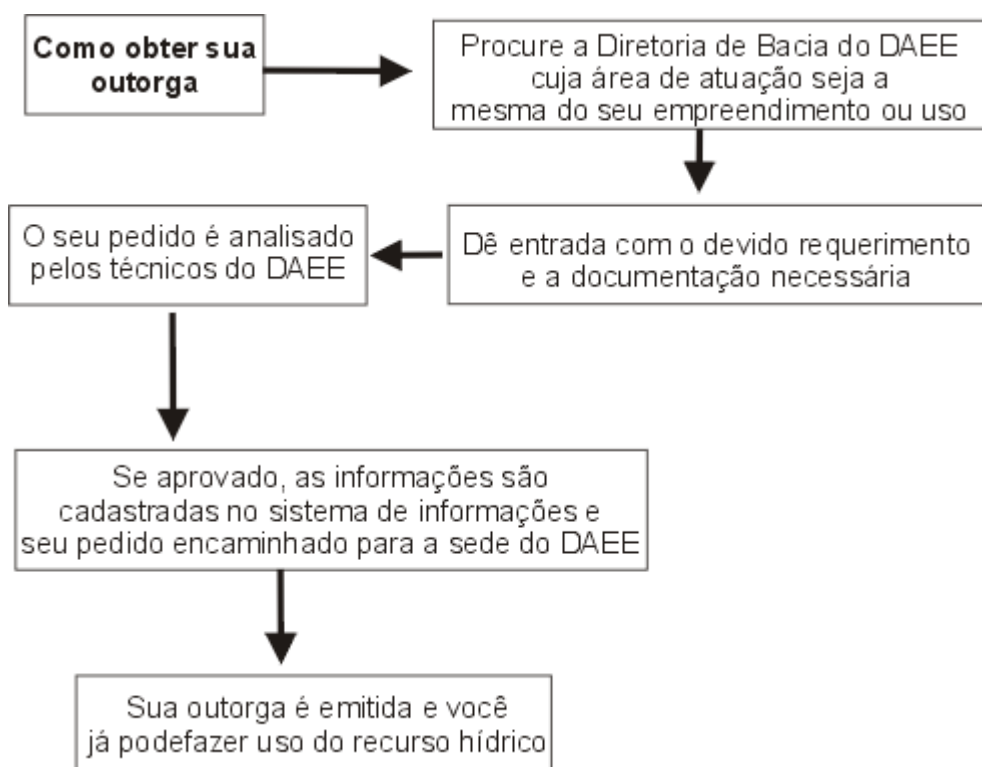 Como obter sua
outorga
Procure a Diretoria de Bacia do DAEE
cuja área de atuação seja a
mesma do seu empreendimento ou uso
Dê entrada com o devido requerimento
e a documentação necessária
O seu pedido é analisado
pelos técnicos do DAEE
Se aprovado, as informações são
cadastradas no sistema de informações e
seu pedido encaminhado para a sede do DAEE
Sua outorga é emitida e você
já podefazer uso do recurso hídrico